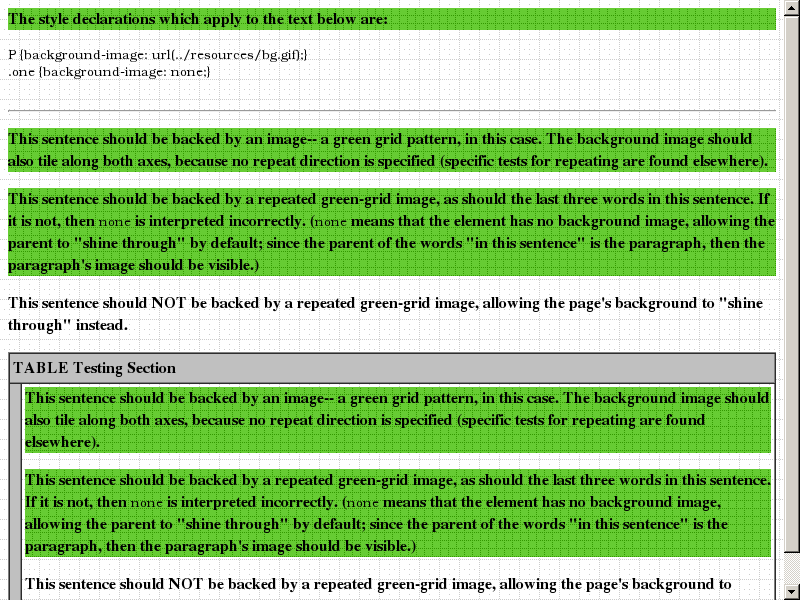 The style declarations which apply to the text below are:
P {background-image: url(../resources/bg.gif);}
.one {background-image: none;}
This sentence should be backed by an image-- a green grid pattern, in this case. The background image should
also tile along both axes, because no repeat direction is specified (specific tests for repeating are found elsewhere).
This sentence should be backed by a repeated green-grid image, as should the last three words in this sentence. If
it is not, then none is interpreted incorrectly. (none means that the element has no background image, allowing the
parent to "shine through" by default; since the parent of the words "in this sentence" is the paragraph, then the
paragraph's image should be visible.)
This sentence should NOT be backed by a repeated green-grid image, allowing the page's background to "shine
through" instead.
TABLE Testing Section
This sentence should be backed by an image-- a green grid pattern, in this case. The background image should
also tile along both axes, because no repeat direction is specified (specific tests for repeating are found
elsewhere).
This sentence should be backed by a repeated green-grid image, as should the last three words in this sentence.
If it is not, then none is interpreted incorrectly. (none means that the element has no background image,
allowing the parent to "shine through" by default; since the parent of the words "in this sentence" is the
paragraph, then the paragraph's image should be visible.)
This sentence should NOT be backed by a repeated green-grid image, allowing the page's background to